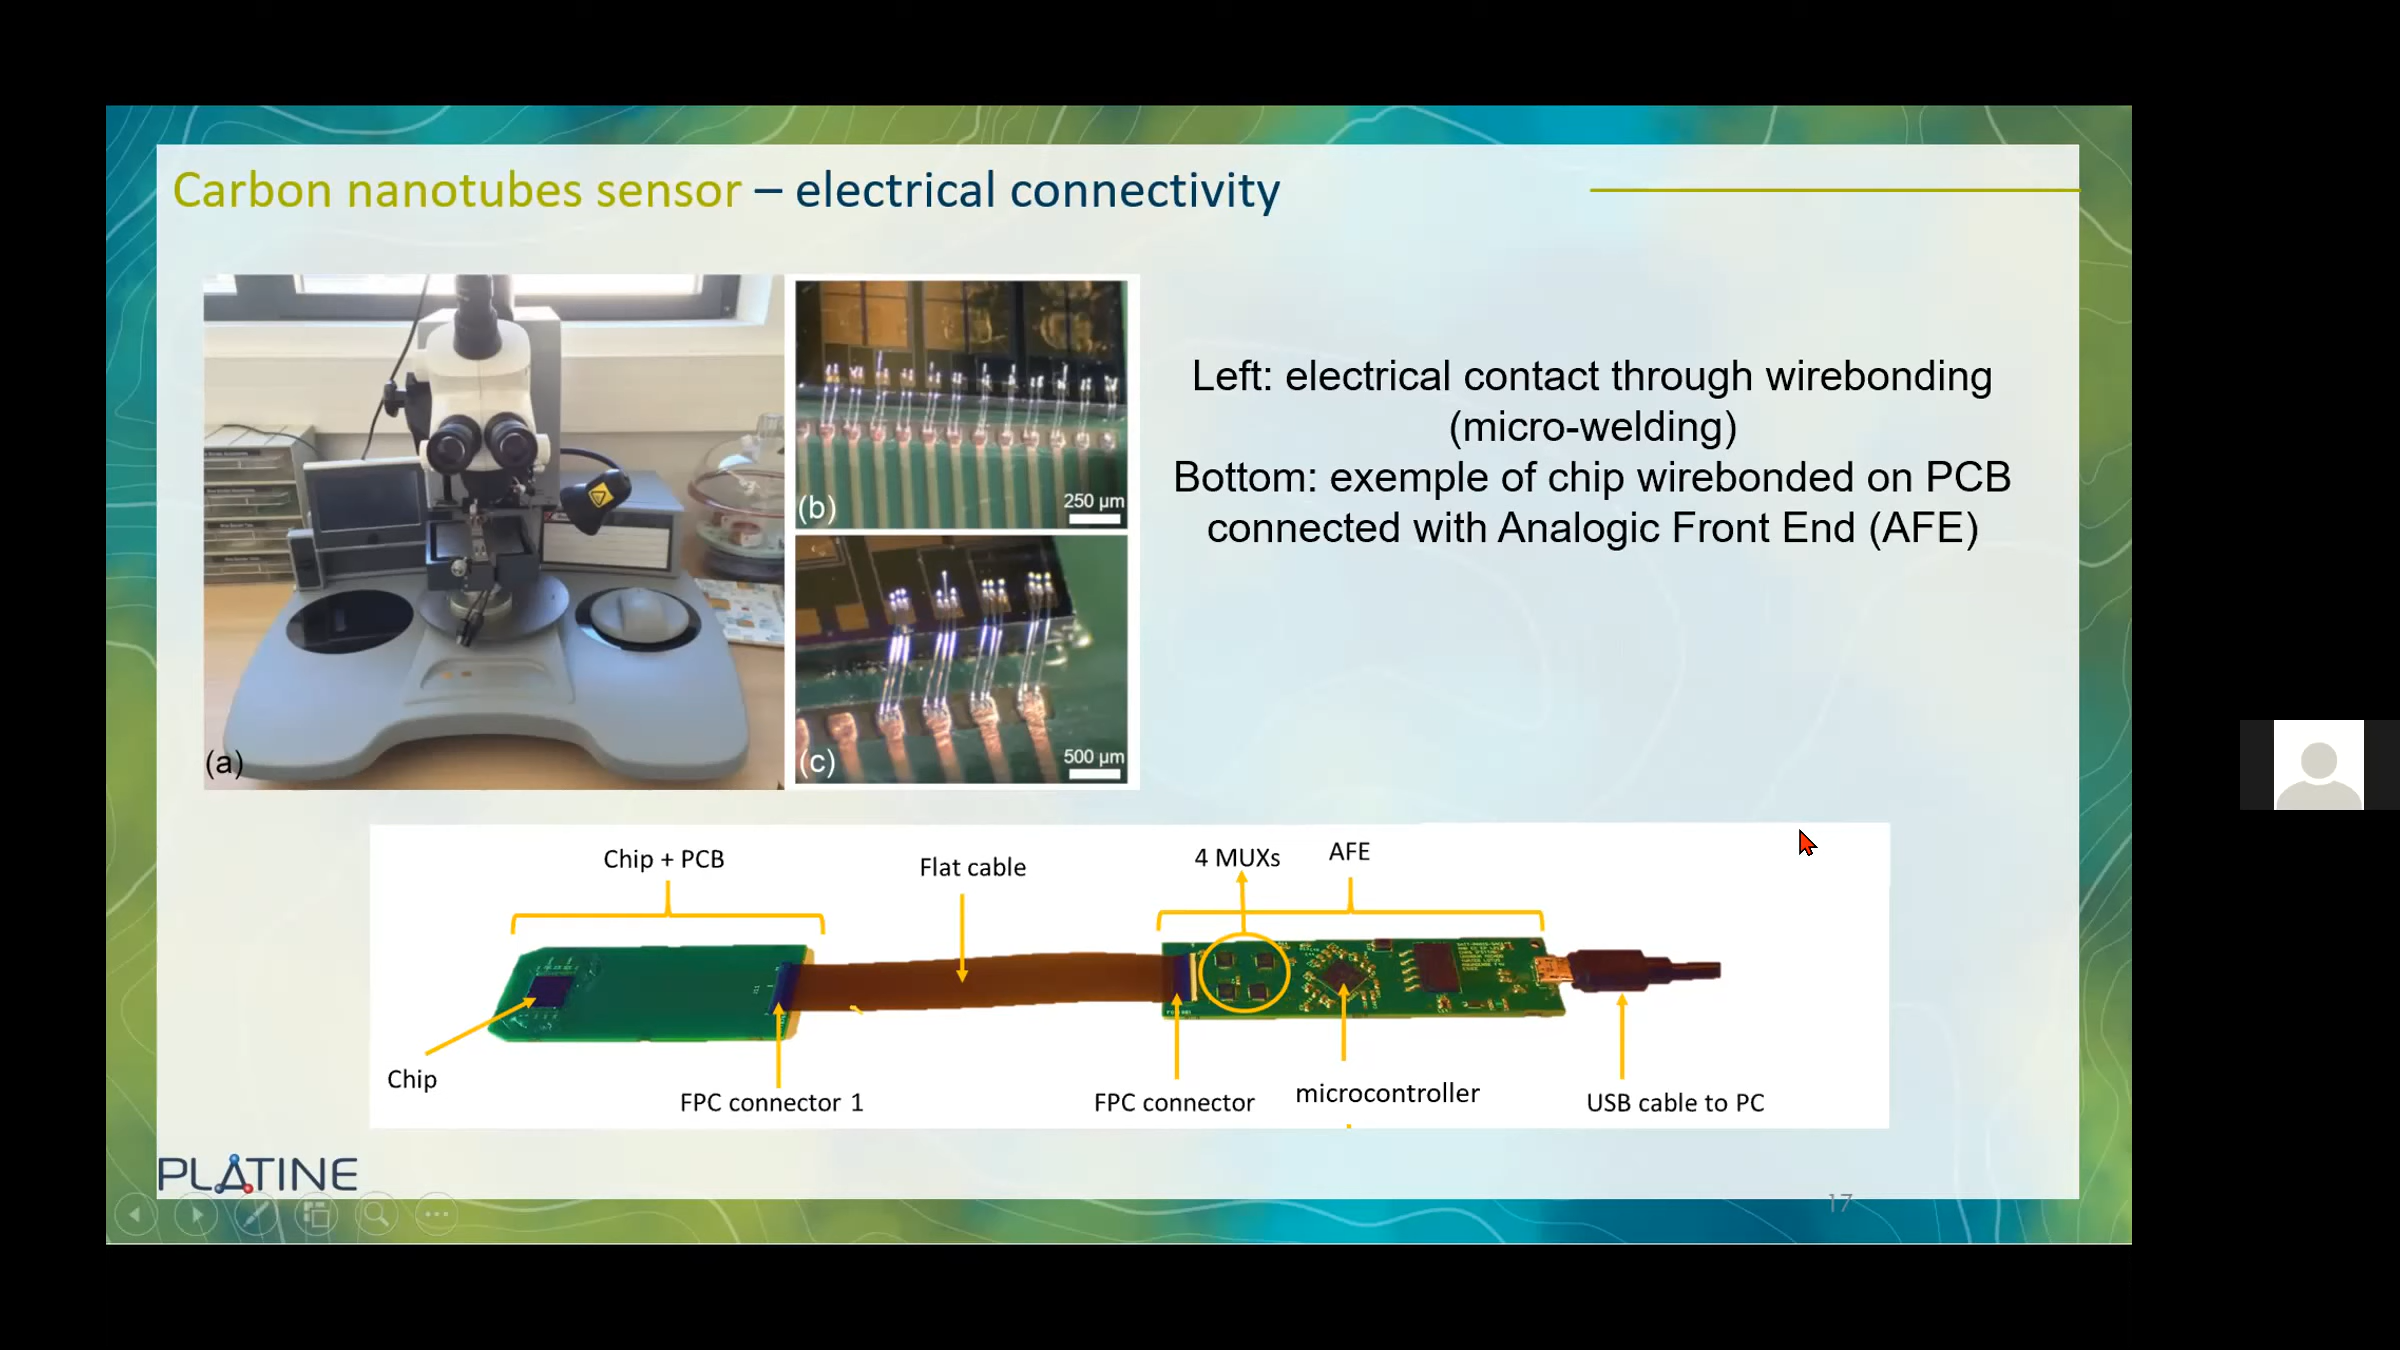 Carbon nanotubes sensor – electrical connectivity
(a)
(b)
250 µm
(c)
500 µm
Left: electrical contact through wirebonding
(micro-welding)
Bottom: exemple of chip wirebonded on PCB
connected with Analogic Front End (AFE)
Chip + PCB
Flat cable
4 MUXs
AFE
Chip
FPC connector 1
FPC connector
microcontroller
USB cable to PC
PLATINE
17